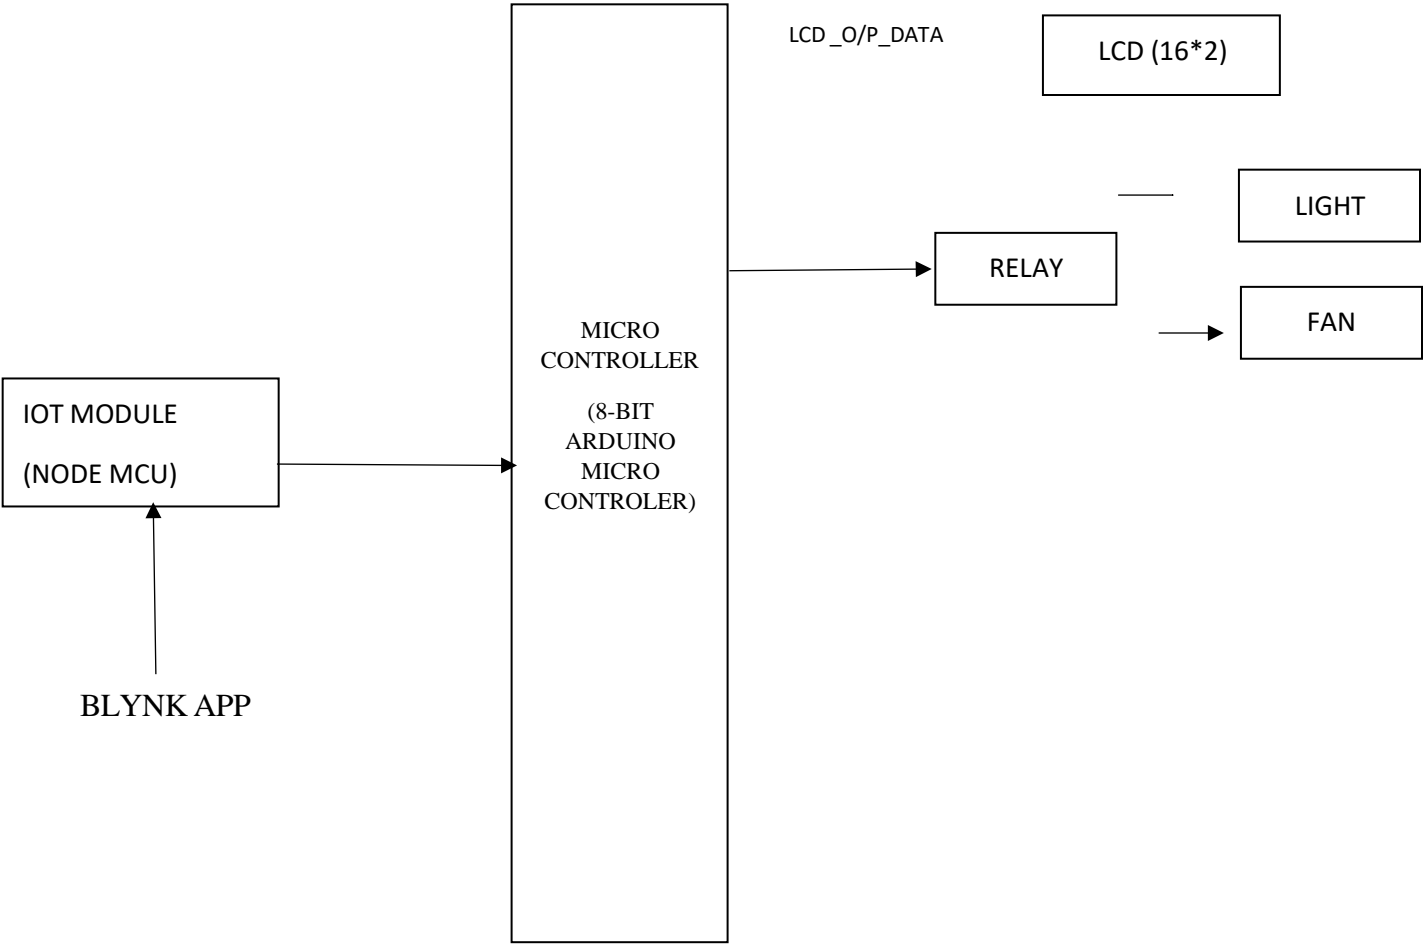 LCD _O/P_DATA
LCD (16*2)
LIGHT
RELAY
FAN
MICRO
CONTROLLER
(8-BIT
ARDUINO
MICRO
CONTROLER)
IOT MODULE
(NODE MCU)
BLYNK APP